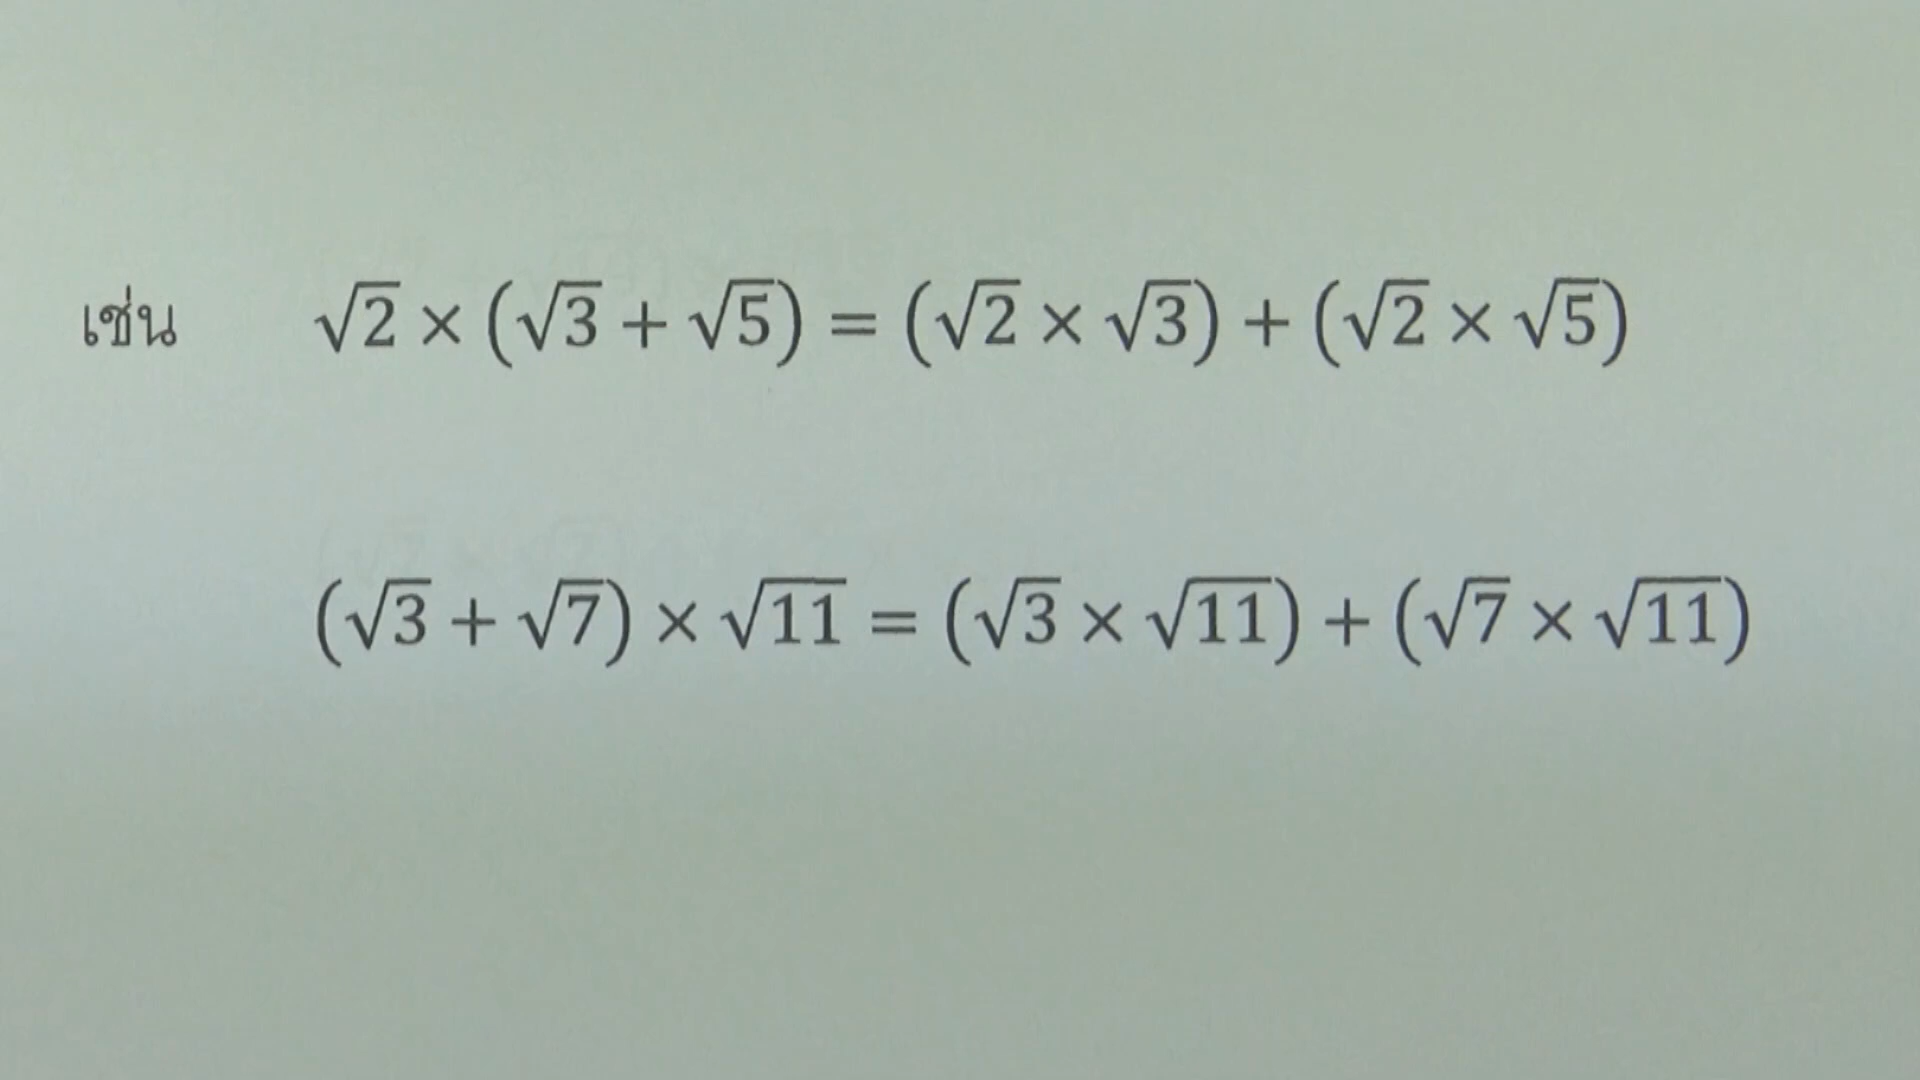 เช่น √2 × (√3 + √5) = (√2 × √3) + (√2 × √5)
(√3 + √7) × √11 = (√3 × √11) + (√7 × √11)